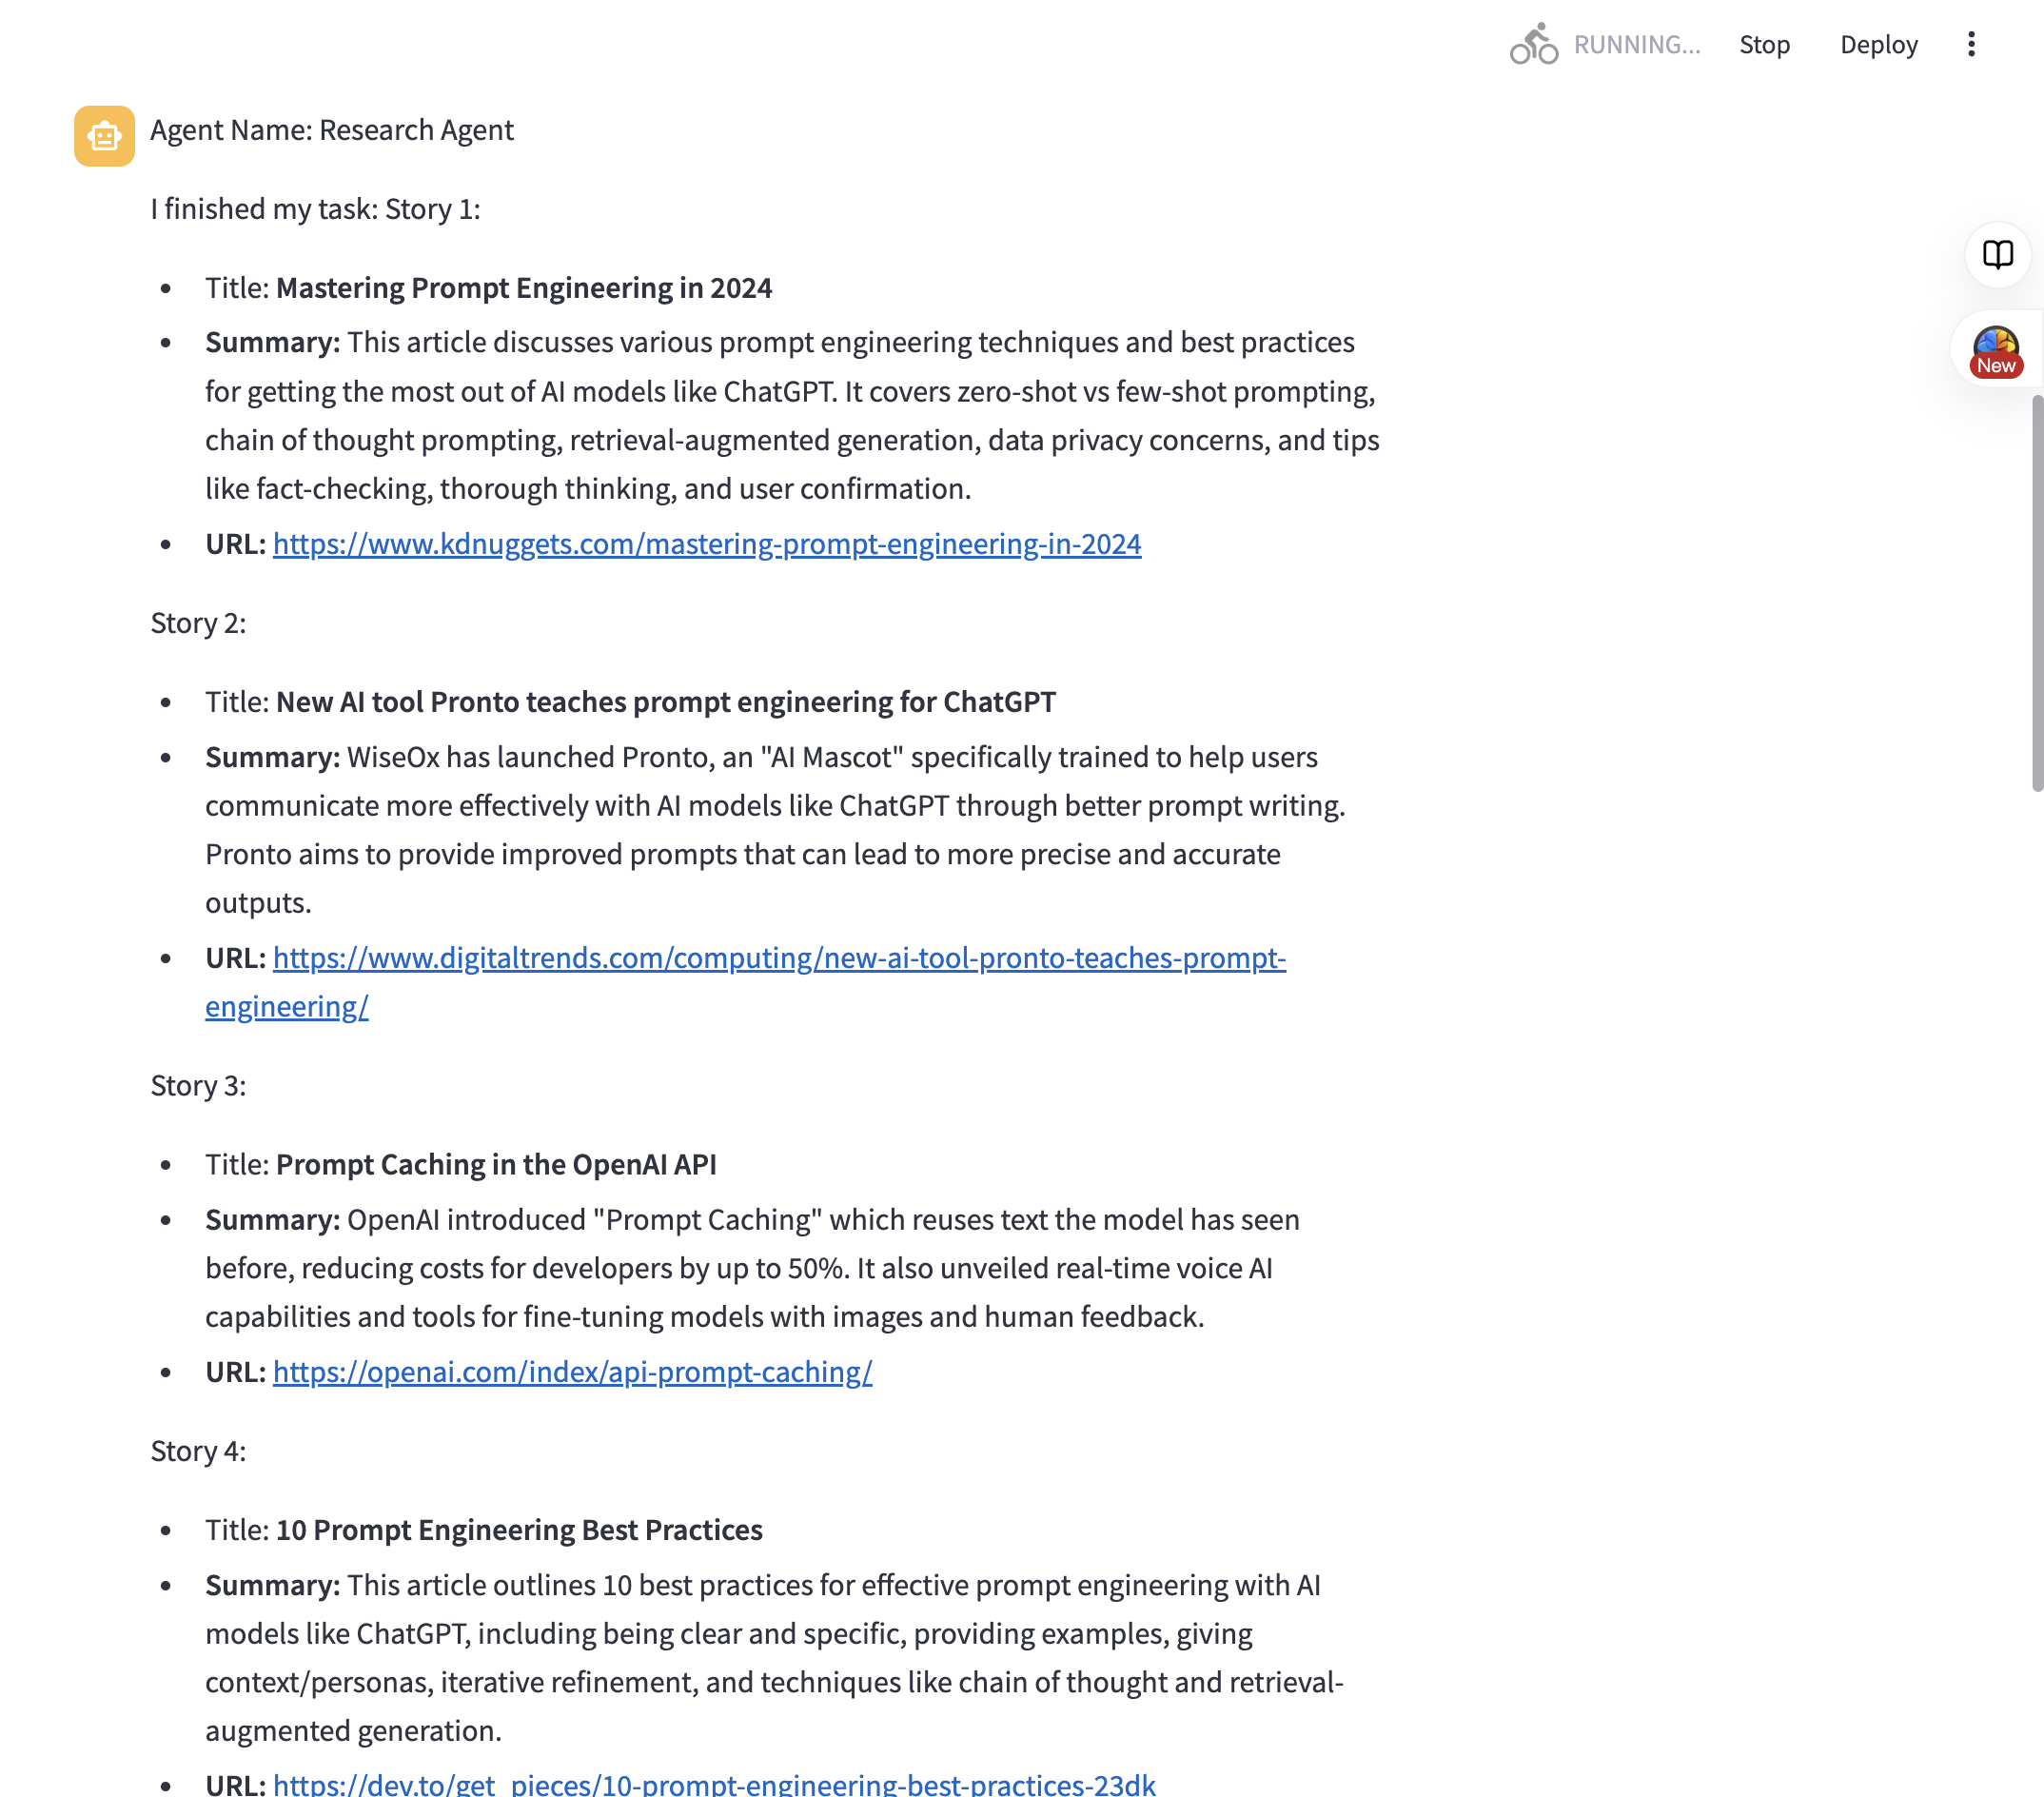 RUNNING...
Stop
Deploy
Agent Name: Research Agent
I finished my task: Story 1:
Title: Mastering Prompt Engineering in 2024
Summary: This article discusses various prompt engineering techniques and best practices
for getting the most out of AI models like ChatGPT. It covers zero-shot vs few-shot prompting,
chain of thought prompting, retrieval-augmented generation, data privacy concerns, and tips
like fact-checking, thorough thinking, and user confirmation.
URL: https://www.kdnuggets.com/mastering-prompt-engineering-in-2024
New
Story 2:
Title: New AI tool Pronto teaches prompt engineering for ChatGPT
Summary: WiseOx has launched Pronto, an "AI Mascot" specifically trained to help users
communicate more effectively with AI models like ChatGPT through better prompt writing.
Pronto aims to provide improved prompts that can lead to more precise and accurate
outputs.
URL: https://www.digitaltrends.com/computing/new-ai-tool-pronto-teaches-prompt-
engineering/
Story 3:
Title: Prompt Caching in the OpenAI API
Summary: OpenAI introduced "Prompt Caching" which reuses text the model has seen
before, reducing costs for developers by up to 50%. It also unveiled real-time voice AI
capabilities and tools for fine-tuning models with images and human feedback.
URL: https://openai.com/index/api-prompt-caching/
Story 4:
Title: 10 Prompt Engineering Best Practices
Summary: This article outlines 10 best practices for effective prompt engineering with AI
models like ChatGPT, including being clear and specific, providing examples, giving
context/personas, iterative refinement, and techniques like chain of thought and retrieval-
augmented generation.
URL: https://dev.to/get_pieces/10-prompt-engineering-best-practices-23dk